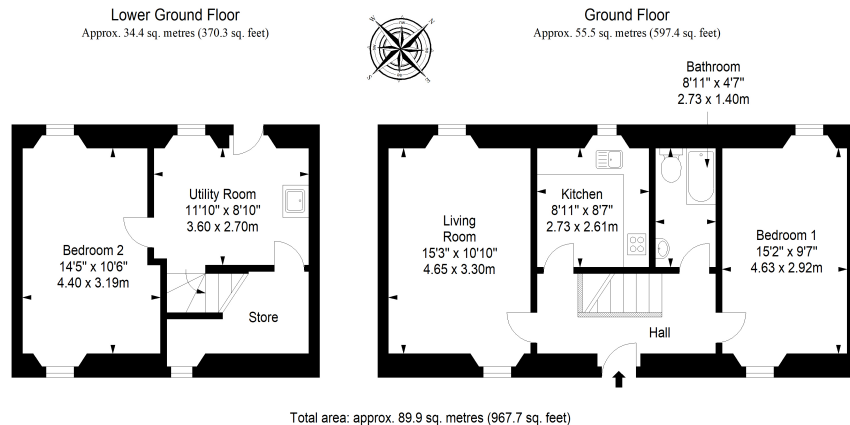 Lower Ground Floor
Approx. 34.4 sq. metres (370.3 sq. feet)
Ground Floor
Approx. 55.5 sq. metres (597.4 sq. feet)
N
E
S
W
Bathroom
8'11" x 4'7"
2.73 x 1.40m
Utility Room
11'10" x 8'10"
3.60 x 2.70m
Bedroom 2
14'5" x 10'6"
4.40 x 3.19m
Store
Living
Room
15'3" x 10'10"
4.65 x 3.30m
Kitchen
8'11" x 8'7"
2.73 x 2.61m
Bedroom 1
15'2" x 9'7"
4.63 x 2.92m
Hall
Total area: approx. 89.9 sq. metres (967.7 sq. feet)